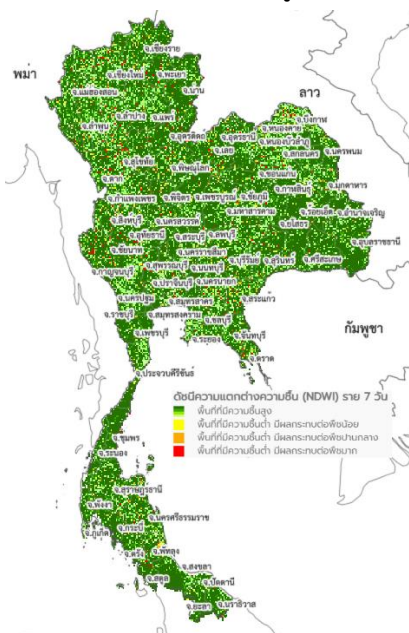 จ.เชียงราย
พม่า
จ.เชียงใหม่
จ.พะเยา
จ.แม่ฮ่องสอน
จ.น่าน
ลาว
จ.ลำปาง
จ.แพร่
จ.ลำพูน
จ.บึงกาฬ
จ.อุตรดิตถ์
จ.อุดรธานี
จ.หนองคาย
จ.หนองบัวลำภู
จ.นครพนม
จ.สุโขทัย
จ.เลย
จ.สกลนคร
จ.พิษณุโลก
จ.ขอนแก่น
จ.ตาก
จ.มุกดาหาร
จ.กาฬสินธุ์
จ.กำแพงเพชร
จ.พิจิตร
จ.เพชรบูรณ์
จ.ชัยภูมิ
จ.มหาสารคาม
จ.ร้อยเอ็ด
จ.อำนาจเจริญ
จ.สิงห์บุรี
จ.นครสวรรค์
จ.ยโสธร
จ.อุทัยธานี
จ.สระบุรี
จ.ลพบุรี
จ.ชัยนาท
จ.นครราชสีมา
จ.บุรีรัมย์
จ.สุรินทร์
จ.ศรีสะเกษ
จ.อุบลราชธานี
จ.สุพรรณบุรี
จ.นนทบุรี
จ.กาญจนบุรี
จ.ปราจีนบุรี
จ.นครนายก
จ.นครปฐม
จ.สมุทรสาคร
จ.สระแก้ว
จ.ราชบุรี
จ.สมุทรสงคราม
จ.ชลบุรี
กัมพูชา
จ.เพชรบุรี
จ.ระยอง
จ.จันทบุรี
จ.ตราด
จ.ประจวบคีรีขันธ์
ดัชนีความแตกต่างความชื้น (NDWI) ราย 7 วัน
พื้นที่ที่มีความชื้นสูง
พื้นที่ที่มีความชื้นต่ำ มีผลกระทบต่อพืชน้อย
พื้นที่ที่มีความชื้นต่ำ มีผลกระทบต่อพืชปานกลาง
พื้นที่ที่มีความชื้นต่ำ มีผลกระทบต่อพืชมาก
จ.ชุมพร
จ.ระนอง
จ.สุราษฎร์ธานี
จ.พังงา
จ.นครศรีธรรมราช
จ.ภูเก็ต
จ.กระบี่
จ.ตรัง
จ.พัทลุง
จ.สงขลา
จ.สตูล
จ.ปัตตานี
จ.ยะลา
จ.นราธิวาส